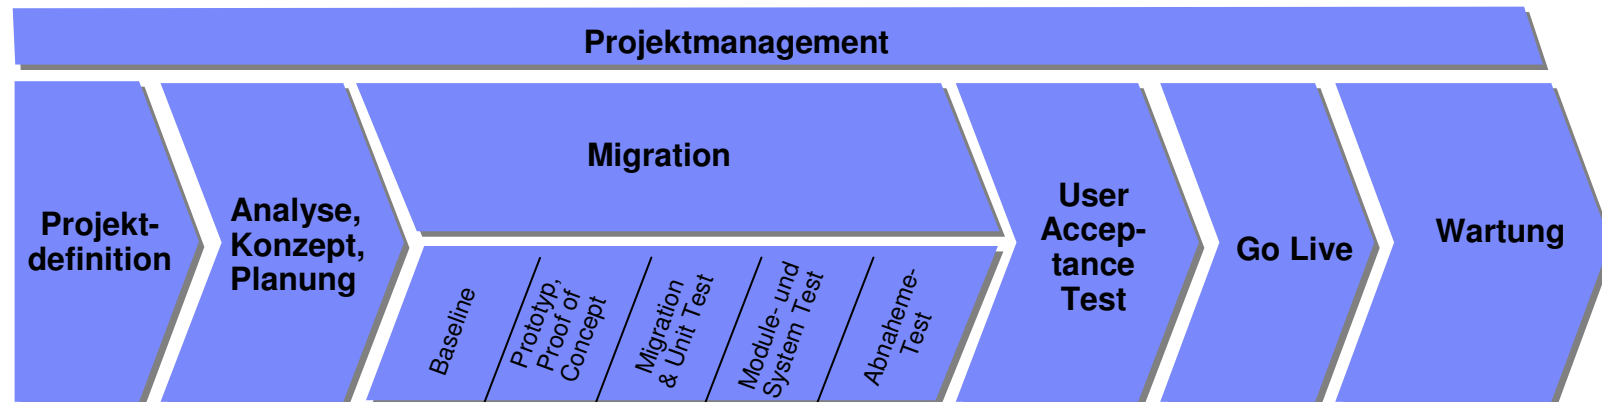 Projektmanagement
Projekt-
definition
Analyse,
Konzept,
Planung
Migration
Baseline
Prototyp,
Proof of
Concept
Migration
& Unit Test
Module- und
System Test
Abnaheme-
Test
User
Accep-
tance
Test
Go Live
Wartung